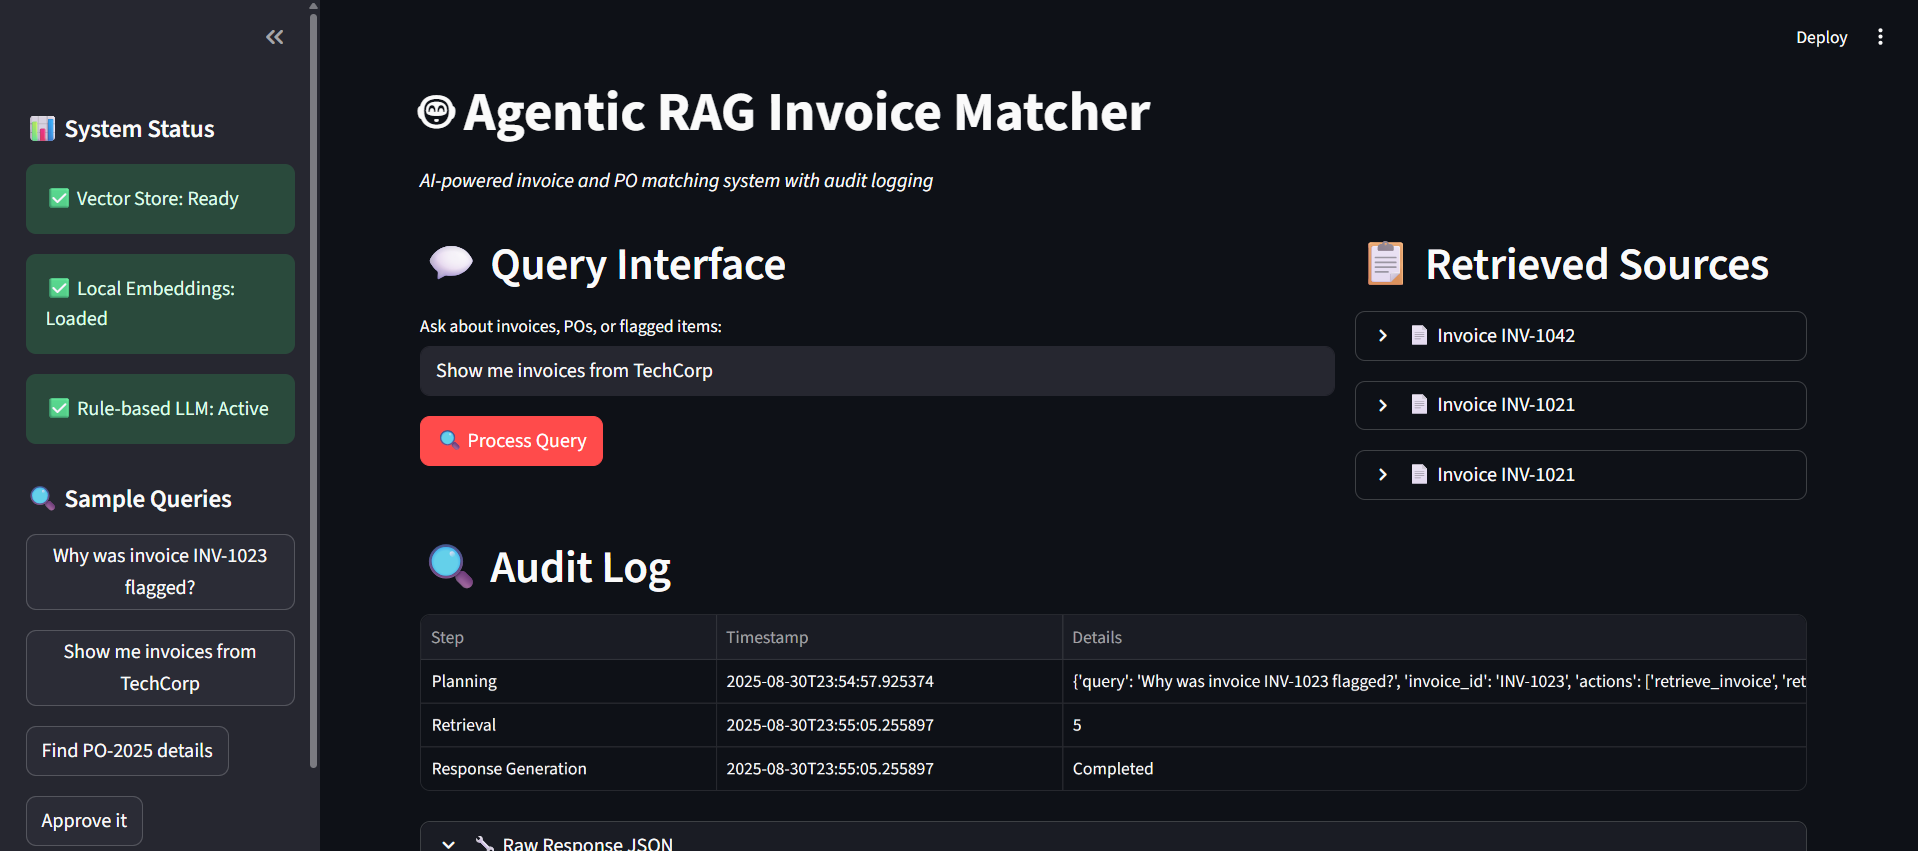 Deploy
System Status
Vector Store: Ready
Local Embeddings:
Loaded
Rule-based LLM: Active
Sample Queries
Why was invoice INV-1023
flagged?
Show me invoices from
TechCorp
Find PO-2025 details
Approve it
Agentic RAG Invoice Matcher
AI-powered invoice and PO matching system with audit logging
Query Interface
Ask about invoices, POs, or flagged items:
Show me invoices from TechCorp
Process Query
Retrieved Sources
Invoice INV-1042
Invoice INV-1021
Invoice INV-1021
Audit Log
Step Timestamp Details
Planning 2025-08-30T23:54:57.925374 {'query': 'Why was invoice INV-1023 flagged?', 'invoice_id': 'INV-1023', 'actions': ['retrieve_invoice', 'ret
Retrieval 2025-08-30T23:55:05.255897 5
Response Generation 2025-08-30T23:55:05.255897 Completed
Raw Response JSON